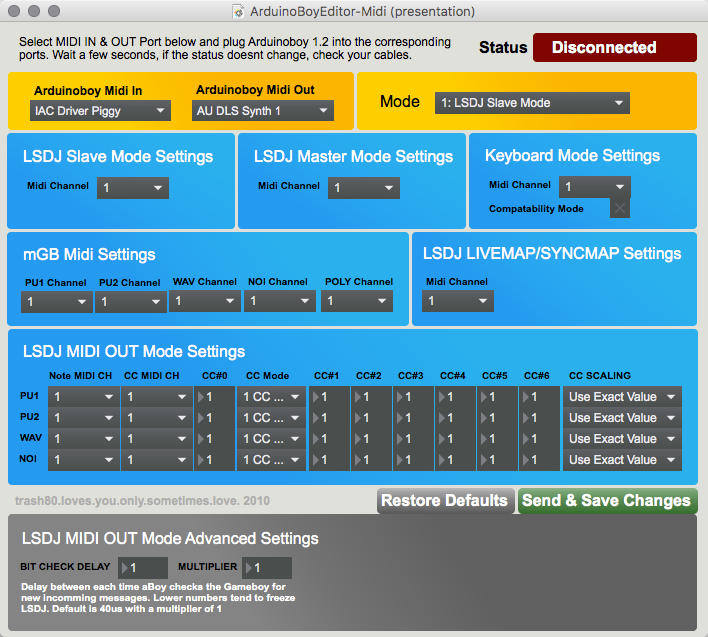 ArduinoBoyEditor-Midi (presentation)
Select MIDI IN & OUT Port below and plug Arduinoboy 1.2 into the corresponding
ports. Wait a few seconds, if the status doesnt change, check your cables.
Status Disconnected
Arduinoboy Midi In Arduinoboy Midi Out
IAC Driver Piggy AU DLS Synth 1
Mode 1: LSDJ Slave Mode
LSDJ Slave Mode Settings
Midi Channel 1
LSDJ Master Mode Settings
Midi Channel 1
Keyboard Mode Settings
Midi Channel 1
Compatability Mode
mGB Midi Settings
PU1 Channel PU2 Channel WAV Channel NOI Channel POLY Channel
1 1 1 1 1
LSDJ LIVEMAP/SYNCMAP Settings
Midi Channel
1
LSDJ MIDI OUT Mode Settings
Note MIDI CH CC MIDI CH CC#0 CC Mode CC#1 CC#2 CC#3 CC#4 CC#5 CC#6 CC SCALING
PU1 1 1 1 1 CC ... 1 1 1 1 1 1 Use Exact Value
PU2 1 1 1 1 CC ... 1 1 1 1 1 1 Use Exact Value
WAV 1 1 1 1 CC ... 1 1 1 1 1 1 Use Exact Value
NOI 1 1 1 1 CC ... 1 1 1 1 1 1 Use Exact Value
trash80.loves.you.only.sometimes.love. 2010
Restore Defaults Send & Save Changes
LSDJ MIDI OUT Mode Advanced Settings
BIT CHECK DELAY 1 MULTIPLIER 1
Delay between each time aBoy checks the Gameboy for
new incomming messages. Lower numbers tend to freeze
LSDJ. Default is 40us with a multiplier of 1